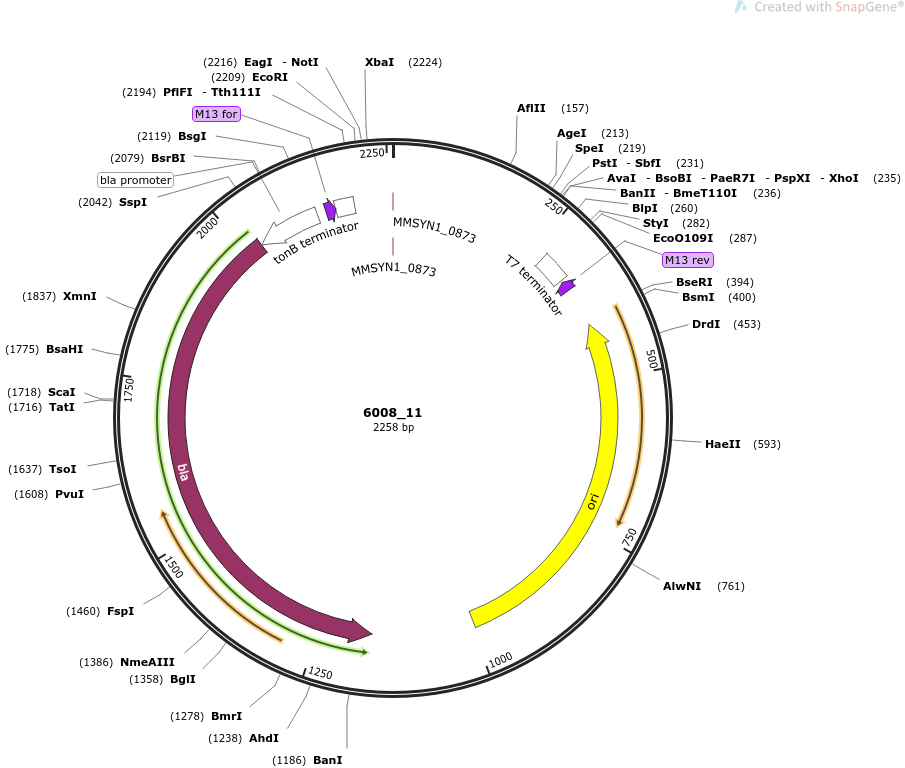 Created with SnapGene®
(2216) EagI - NotI
(2209) EcoRI
(2194) PflFI - Tth111I
M13 for
(2119) BsgI
(2079) BsrBI
bla promoter
(2042) SspI
(1837) XmnI
(1775) BsaHI
(1718) ScaI
(1716) TatI
(1637) TsoI
(1608) PvuI
(1460) FspI
(1386) NmeAIII
(1358) BglI
(1278) BmrI
(1238) AhdI
(1186) BanI
XbaI (2224)
AflII (157)
AgeI (213)
SpeI (219)
PstI - SbfI (231)
AvaI - BsoBI - PaeR7I - PspXI - XhoI (235)
BanII - BmeT110I (236)
BlpI (260)
StyI (282)
EcoO109I (287)
M13 rev
BseRI (394)
BsmI (400)
DrdI (453)
HaeII (593)
AlwNI (761)
2250
250
500
750
1000
1250
1500
1750
2000
tonB terminator
MMSYN1_0873
MMSYN1_0873
T7 terminator
bla
ori
6008_11
2258 bp